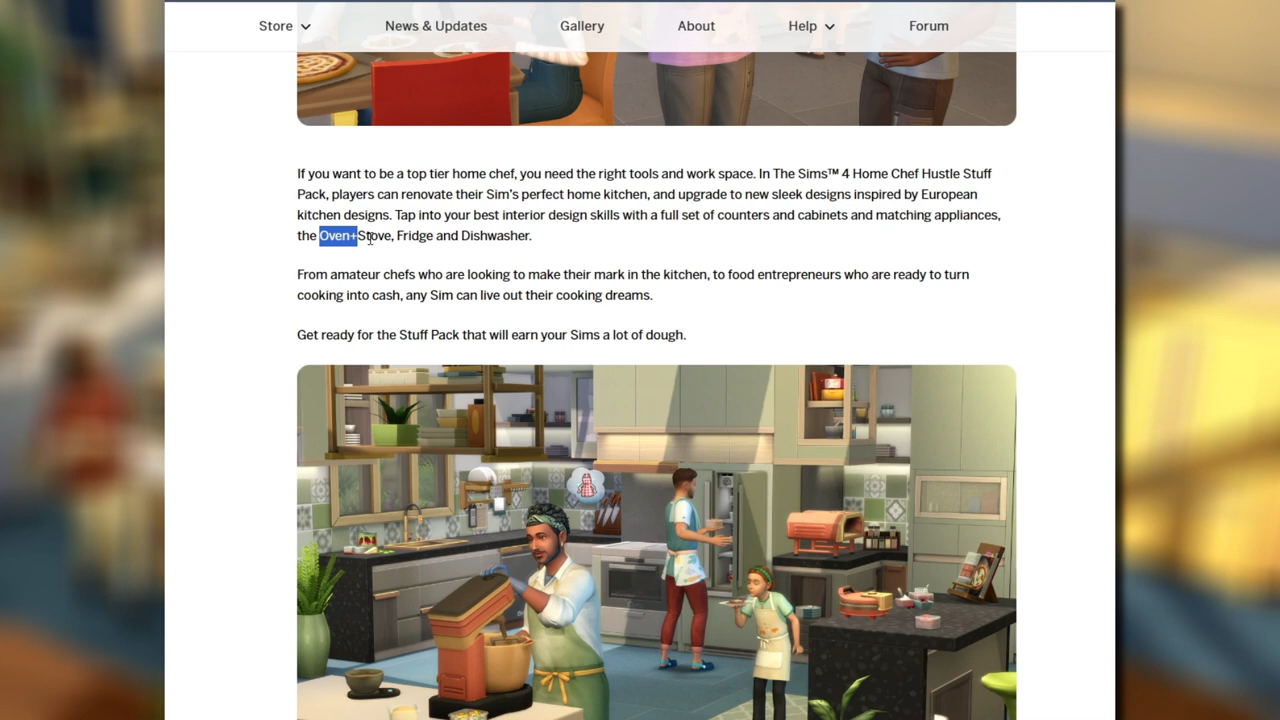 Store News & Updates Gallery About Help Forum
If you want to be a top tier home chef, you need the right tools and work space. In The Sims™ 4 Home Chef Hustle Stuff
Pack, players can renovate their Sim's perfect home kitchen, and upgrade to new sleek designs inspired by European
kitchen designs. Tap into your best interior design skills with a full set of counters and cabinets and matching appliances,
the Oven+Stove, Fridge and Dishwasher.
From amateur chefs who are looking to make their mark in the kitchen, to food entrepreneurs who are ready to turn
cooking into cash, any Sim can live out their cooking dreams.
Get ready for the Stuff Pack that will earn your Sims a lot of dough.